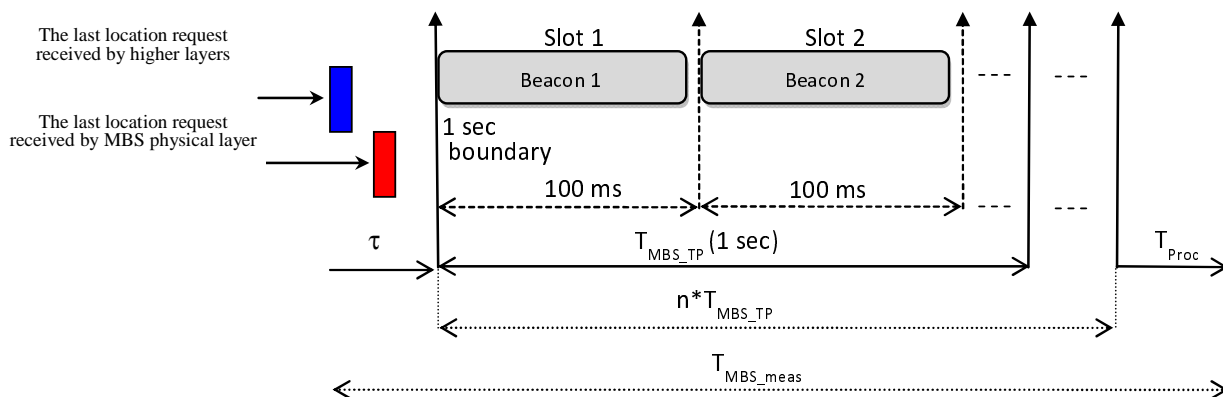 The last location request
received by higher layers
Slot 1
Slot 2
Beacon 1
Beacon 2
The last location request
received by MBS physical layer
1 sec
boundary
100 ms
100 ms
τ
T_MBS_TP (1 sec)
T_Proc
n*T_MBS_TP
T_MBS_meas